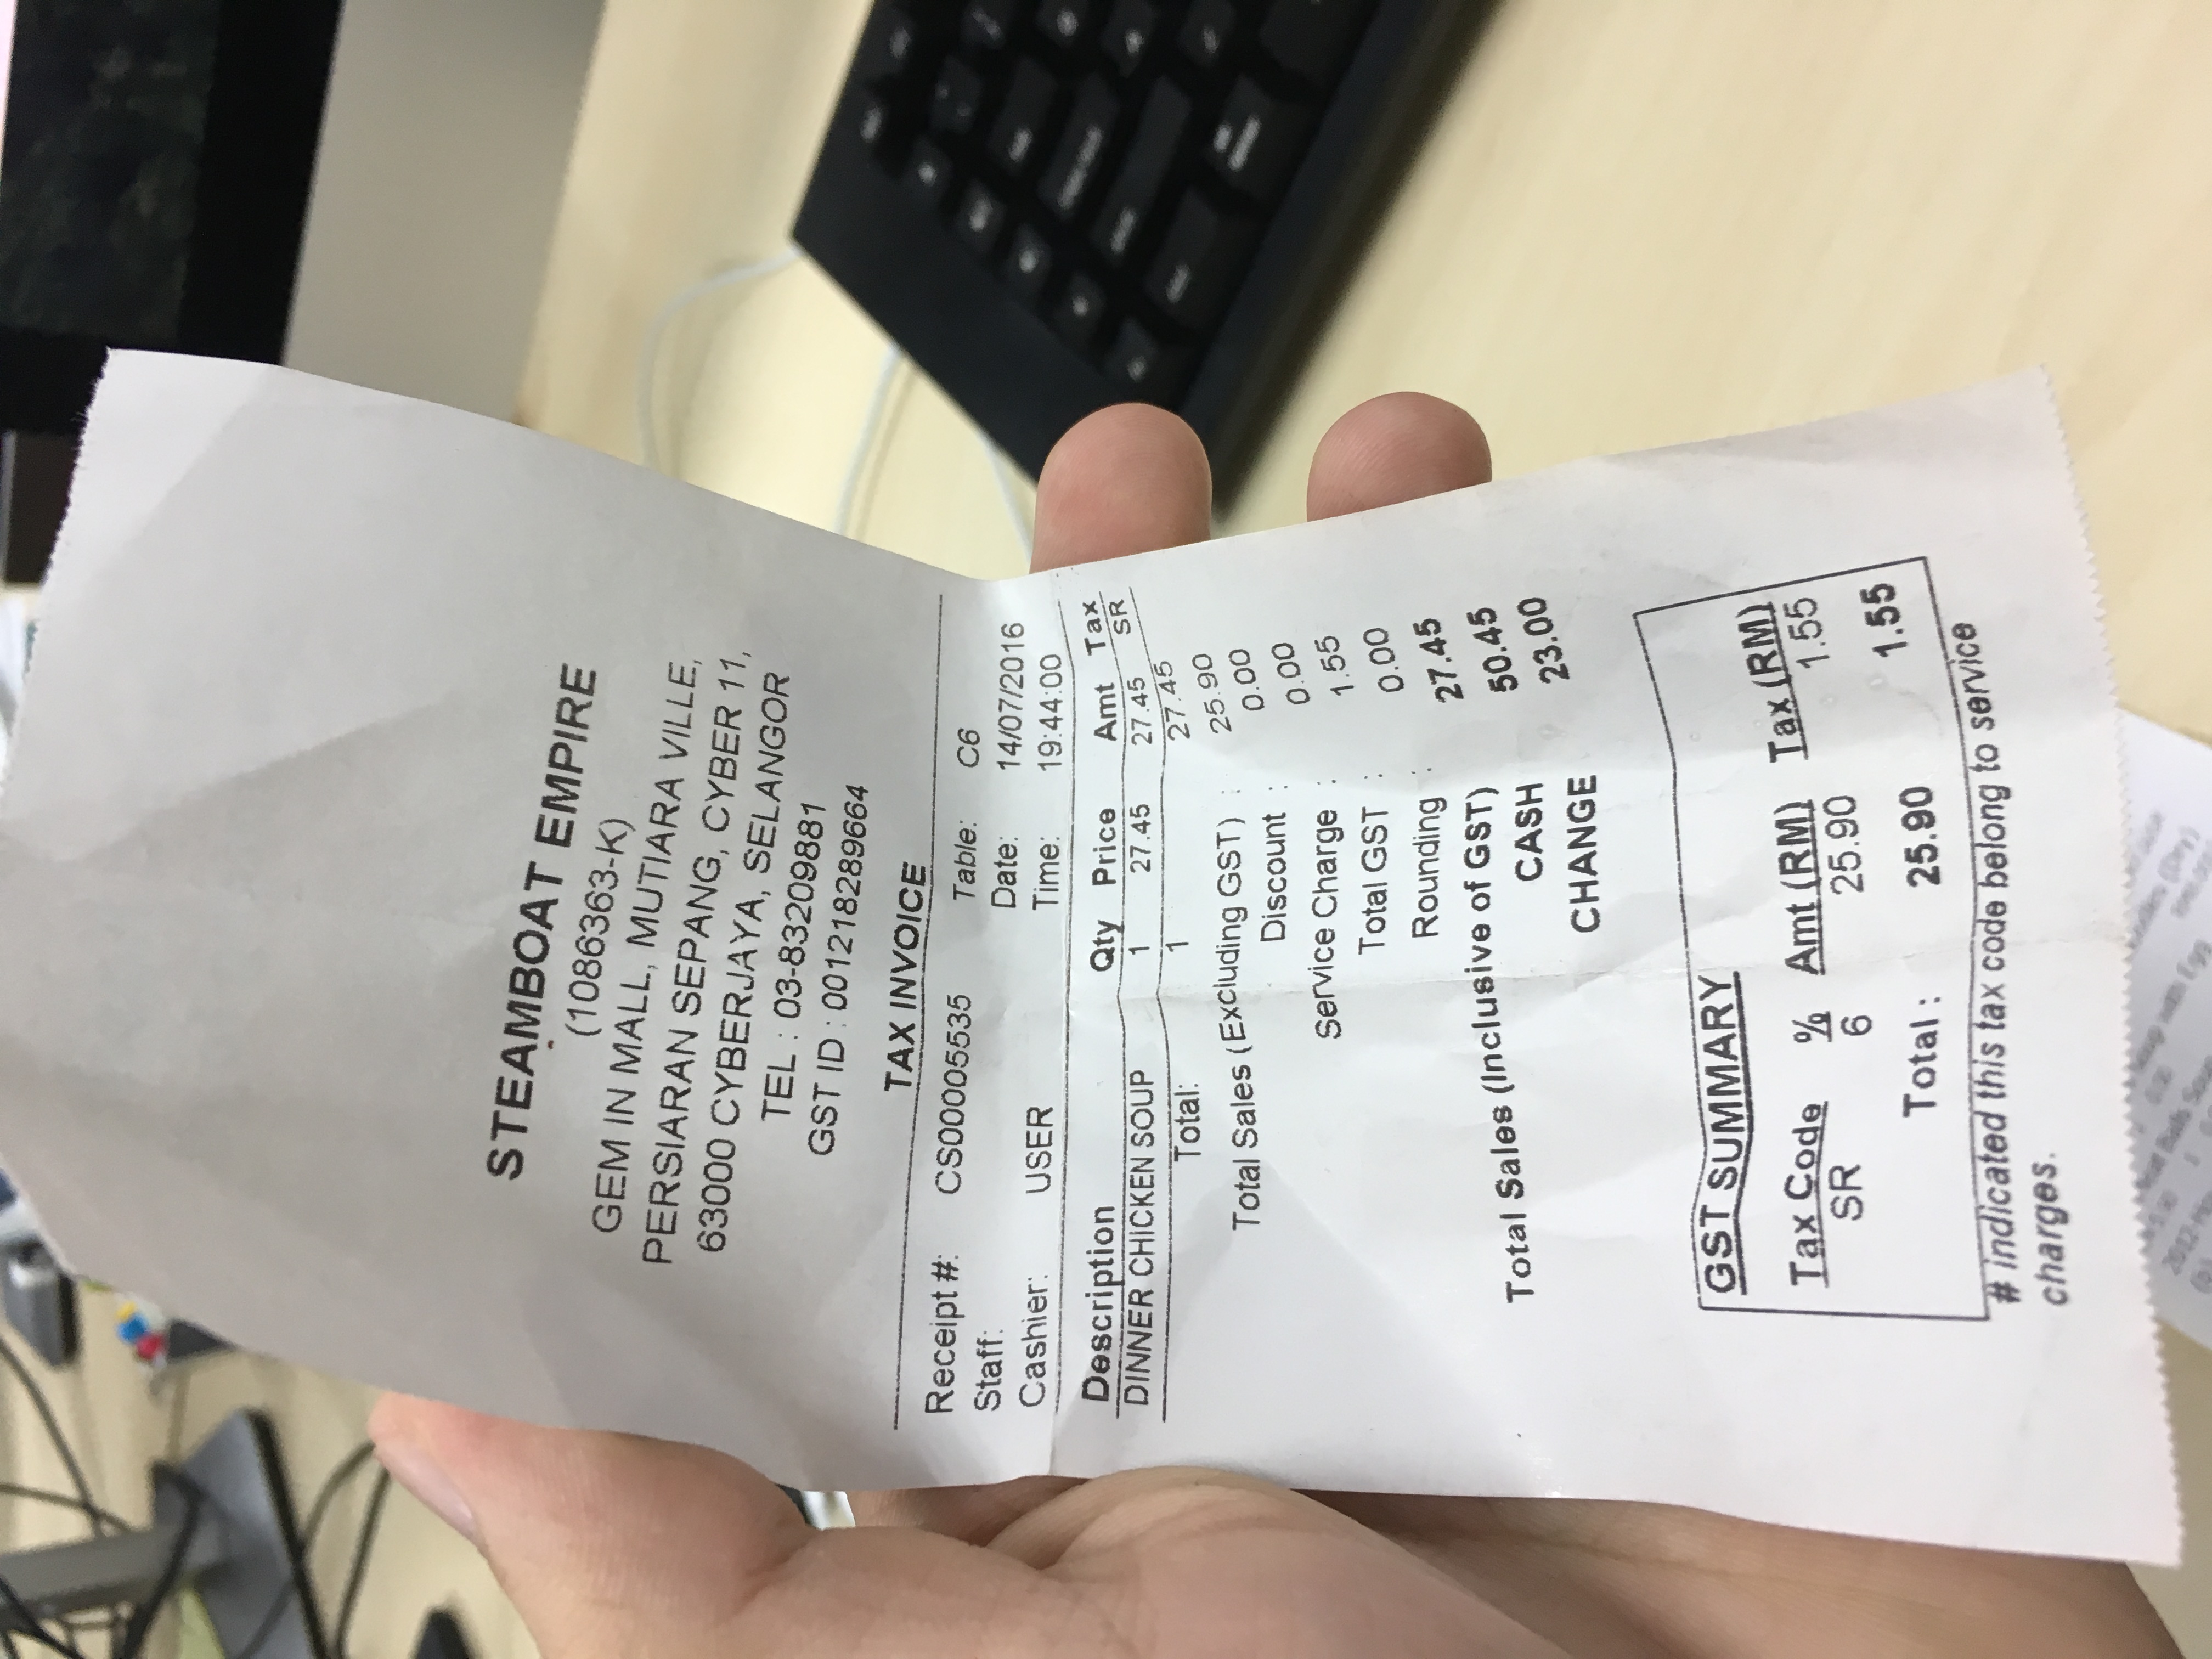 STEAMBOAT EMPIRE
(1086363-K)
GEM IN MALL, MUTIARA VILLE,
PERSIARAN SEPANG, CYBER 11,
63000 CYBERJAYA, SELANGOR
TEL : 03-83209881
GST ID : 001218289664
TAX INVOICE
Receipt #: CS00005535 Table: C6
Staff: Date: 14/07/2016
Cashier: USER Time: 19:44:00
Description Qty Price Amt Tax
DINNER CHICKEN SOUP 1 27.45 27.45 SR
Total: 1 27.45
Total Sales (Excluding GST) : 25.90
Discount : 0.00
Service Charge : 0.00
Total GST : 1.55
Rounding : 0.00
Total Sales (Inclusive of GST) 27.45
CASH 50.45
CHANGE 23.00
GST SUMMARY
Tax Code % Amt (RM) Tax (RM)
SR 6 25.90 1.55
Total : 25.90 1.55
# indicated this tax code belong to service
charges.